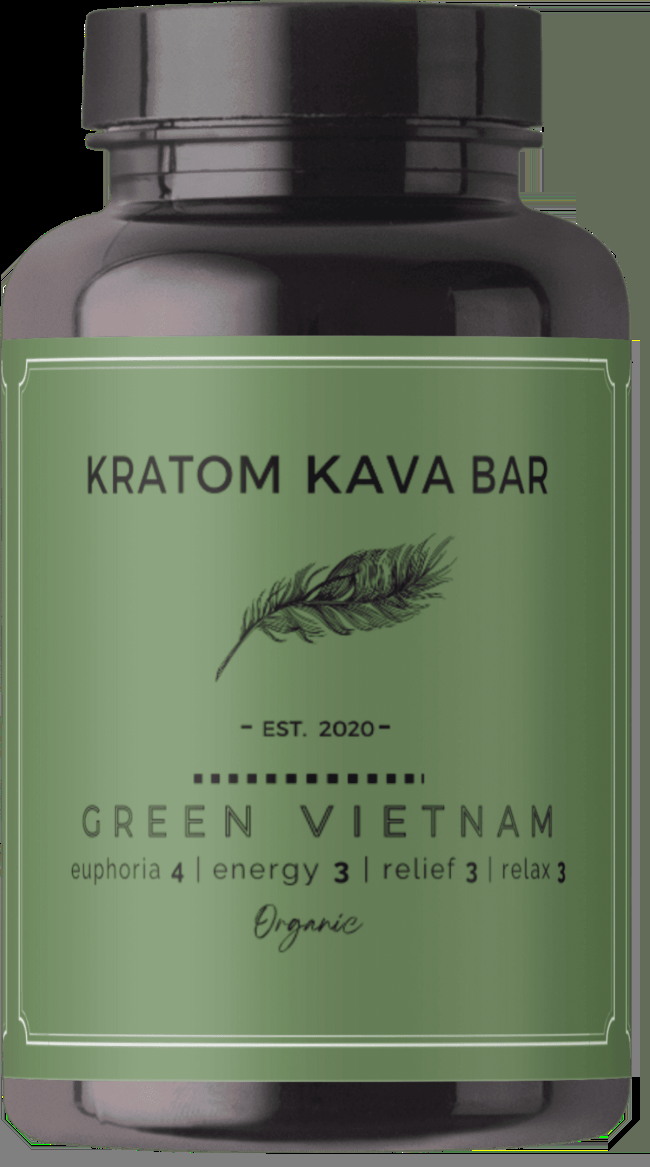 KRATOM KAVA BAR
- EST. 2020 -
GREEN VIETNAM
euphoria 4 | energy 3 | relief 3 | relax 3
Organic